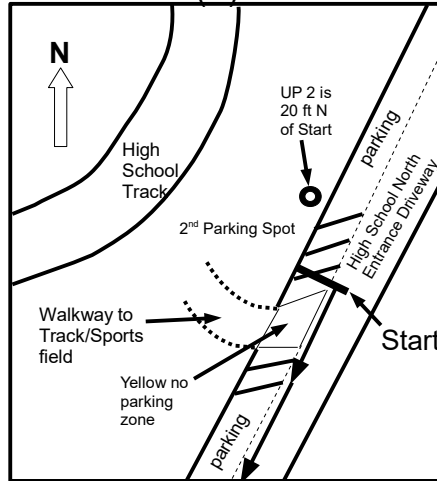 N
UP 2 is
20 ft N
of Start
parking
High
School
Track
High School North
Entrance Driveway
2nd Parking Spot
Walkway to
Track/Sports
field
Start
Yellow no
parking
zone
parking